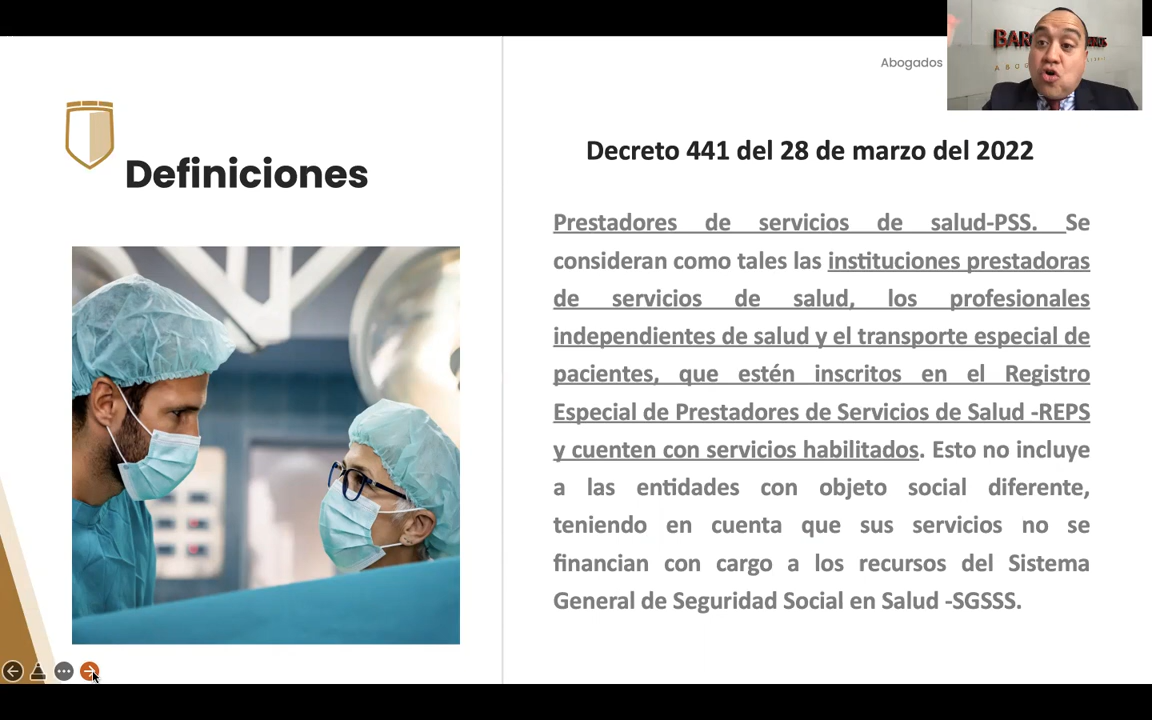 Abogados
Definiciones
Decreto 441 del 28 de marzo del 2022
Prestadores de servicios de salud-PSS. Se
consideran como tales las instituciones prestadoras
de servicios de salud, los profesionales
independientes de salud y el transporte especial de
pacientes, que estén inscritos en el Registro
Especial de Prestadores de Servicios de Salud -REPS
y cuenten con servicios habilitados. Esto no incluye
a las entidades con objeto social diferente,
teniendo en cuenta que sus servicios no se
financian con cargo a los recursos del Sistema
General de Seguridad Social en Salud -SGSSS.